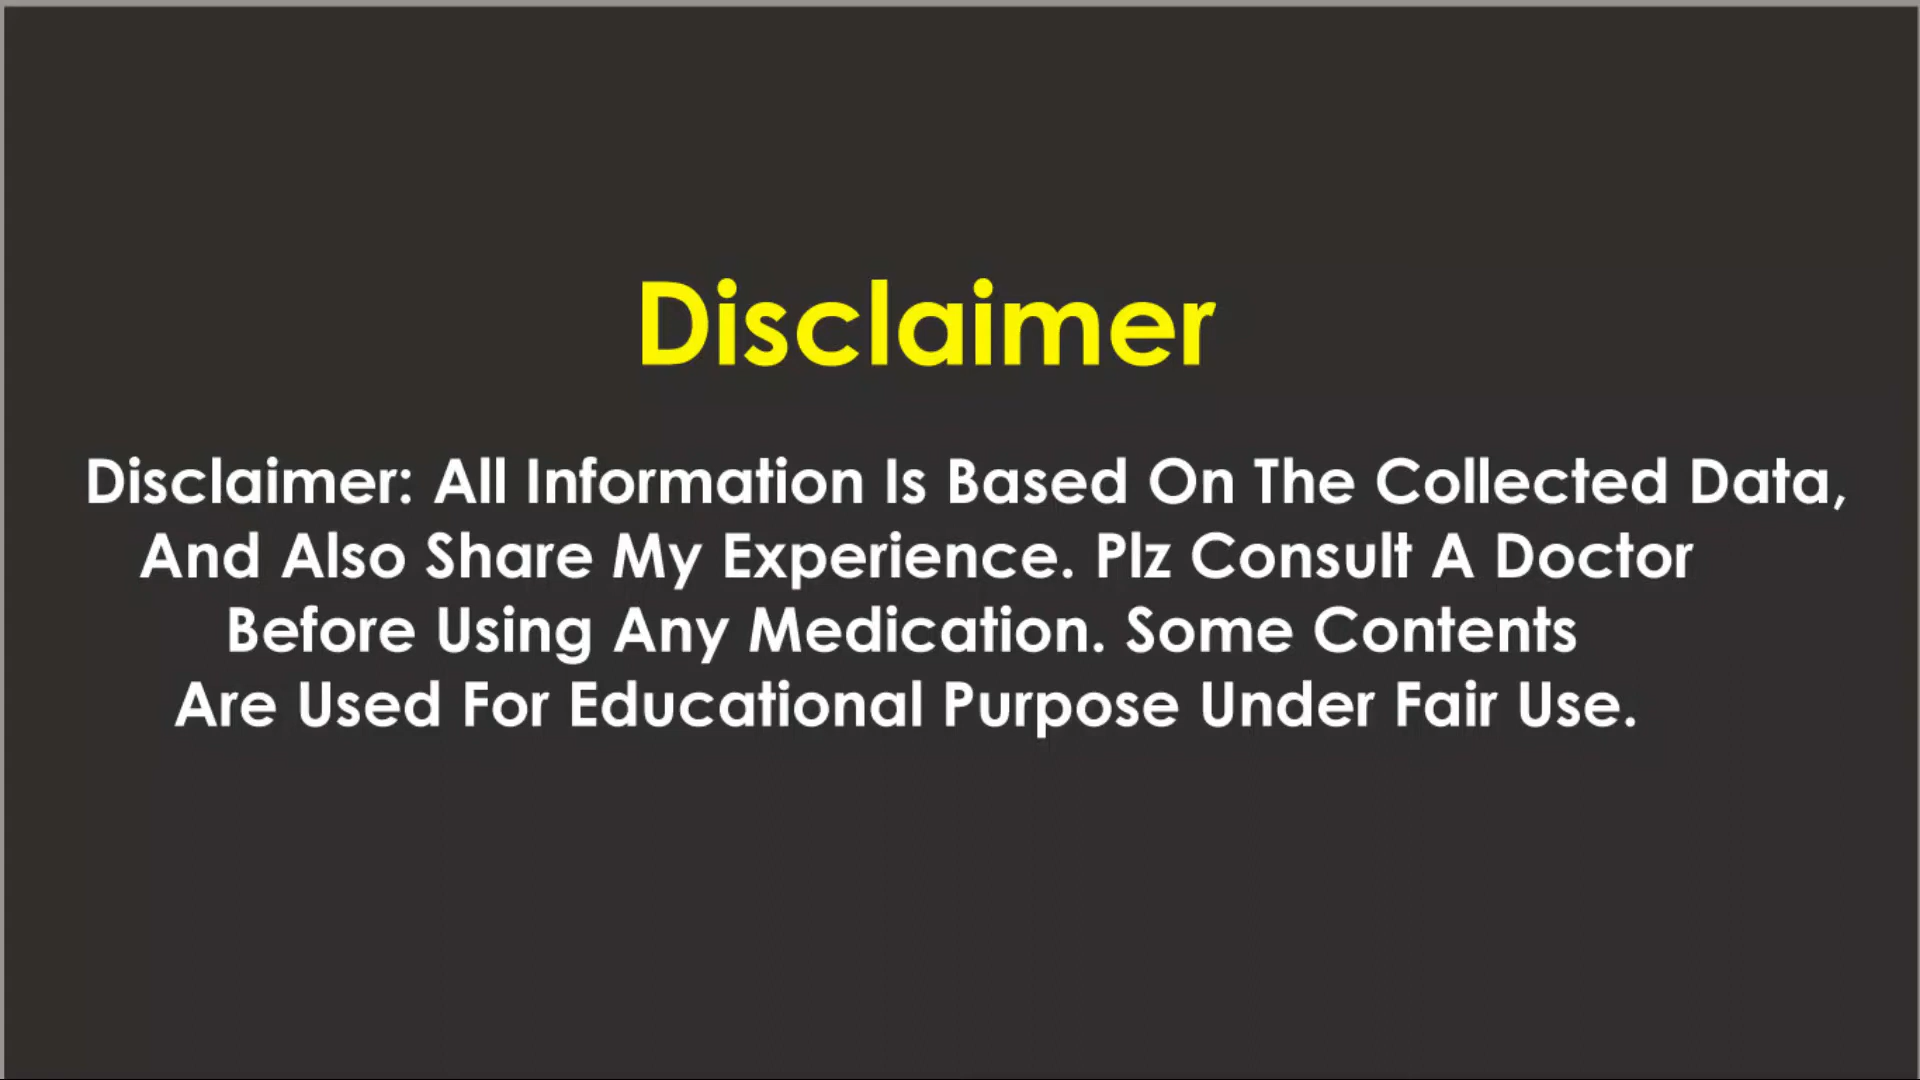 Disclaimer
Disclaimer: All Information Is Based On The Collected Data,
And Also Share My Experience. Plz Consult A Doctor
Before Using Any Medication. Some Contents
Are Used For Educational Purpose Under Fair Use.